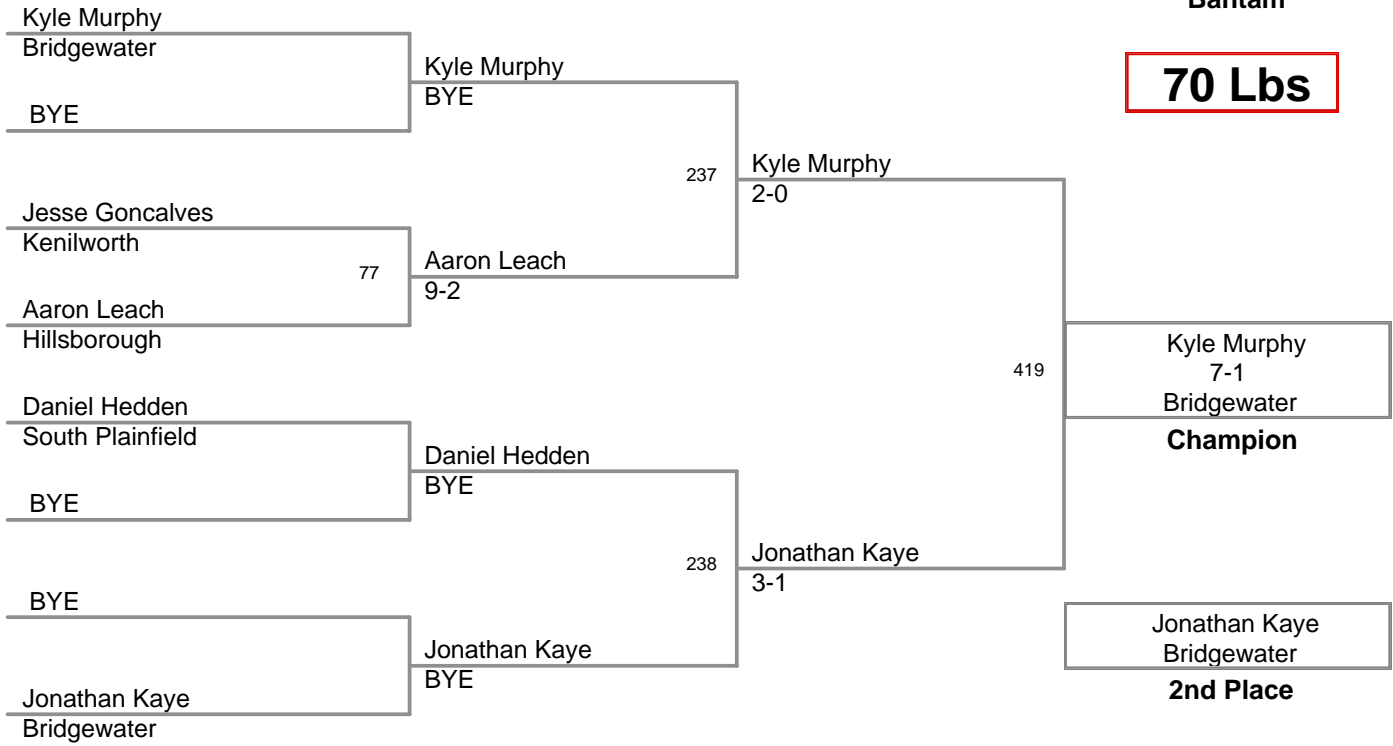 Bantam
70 Lbs
Kyle Murphy
Bridgewater
BYE
Jesse Goncalves
Kenilworth
77
Aaron Leach
Hillsborough
Daniel Hedden
South Plainfield
BYE
BYE
Jonathan Kaye
Bridgewater
Kyle Murphy
BYE
237
Aaron Leach
9-2
Daniel Hedden
BYE
238
Jonathan Kaye
BYE
Kyle Murphy
2-0
419
Jonathan Kaye
3-1
Kyle Murphy
7-1
Bridgewater
Champion
Jonathan Kaye
Bridgewater
2nd Place